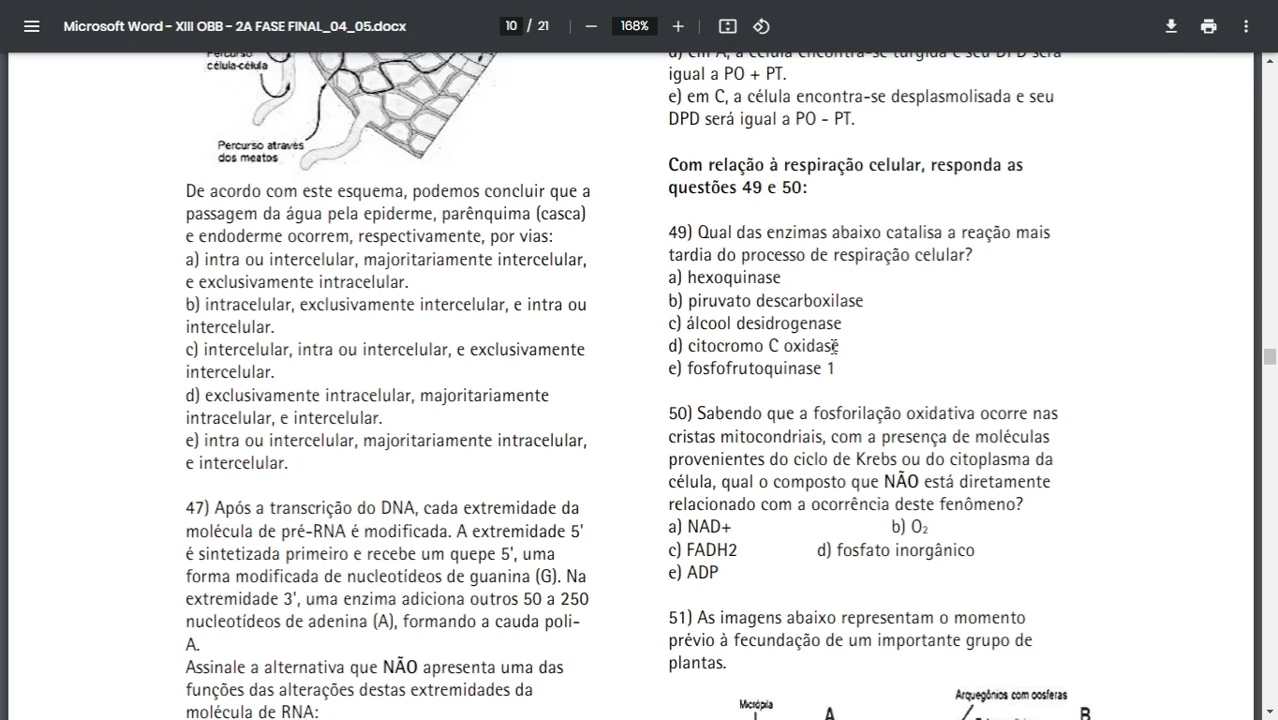 Microsoft Word - XIII OBB - 2A FASE FINAL_04_05.docx
10 / 21
168%
Percurso
célula-célula
Percurso através
dos meatos
De acordo com este esquema, podemos concluir que a
passagem da água pela epiderme, parênquima (casca)
e endoderme ocorrem, respectivamente, por vias:
a) intra ou intercelular, majoritariamente intercelular,
e exclusivamente intracelular.
b) intracelular, exclusivamente intercelular, e intra ou
intercelular.
c) intercelular, intra ou intercelular, e exclusivamente
intercelular.
d) exclusivamente intracelular, majoritariamente
intracelular, e intercelular.
e) intra ou intercelular, majoritariamente intracelular,
e intercelular.
47) Após a transcrição do DNA, cada extremidade da
molécula de pré-RNA é modificada. A extremidade 5'
é sintetizada primeiro e recebe um quepe 5', uma
forma modificada de nucleotídeos de guanina (G). Na
extremidade 3', uma enzima adiciona outros 50 a 250
nucleotídeos de adenina (A), formando a cauda poli-
A.
Assinale a alternativa que NÃO apresenta uma das
funções das alterações destas extremidades da
molécula de RNA:
d) em A, a célula encontra-se túrgida e seu DPD será
igual a PO + PT.
e) em C, a célula encontra-se desplasmolisada e seu
DPD será igual a PO - PT.
Com relação à respiração celular, responda as
questões 49 e 50:
49) Qual das enzimas abaixo catalisa a reação mais
tardia do processo de respiração celular?
a) hexoquinase
b) piruvato descarboxilase
c) álcool desidrogenase
d) citocromo C oxidase
e) fosfofrutoquinase 1
50) Sabendo que a fosforilação oxidativa ocorre nas
cristas mitocondriais, com a presença de moléculas
provenientes do ciclo de Krebs ou do citoplasma da
célula, qual o composto que NÃO está diretamente
relacionado com a ocorrência deste fenômeno?
a) NAD+ b) O₂
c) FADH2 d) fosfato inorgânico
e) ADP
51) As imagens abaixo representam o momento
prévio à fecundação de um importante grupo de
plantas.
Micrópila
A
Arquegônios com oosferas
B